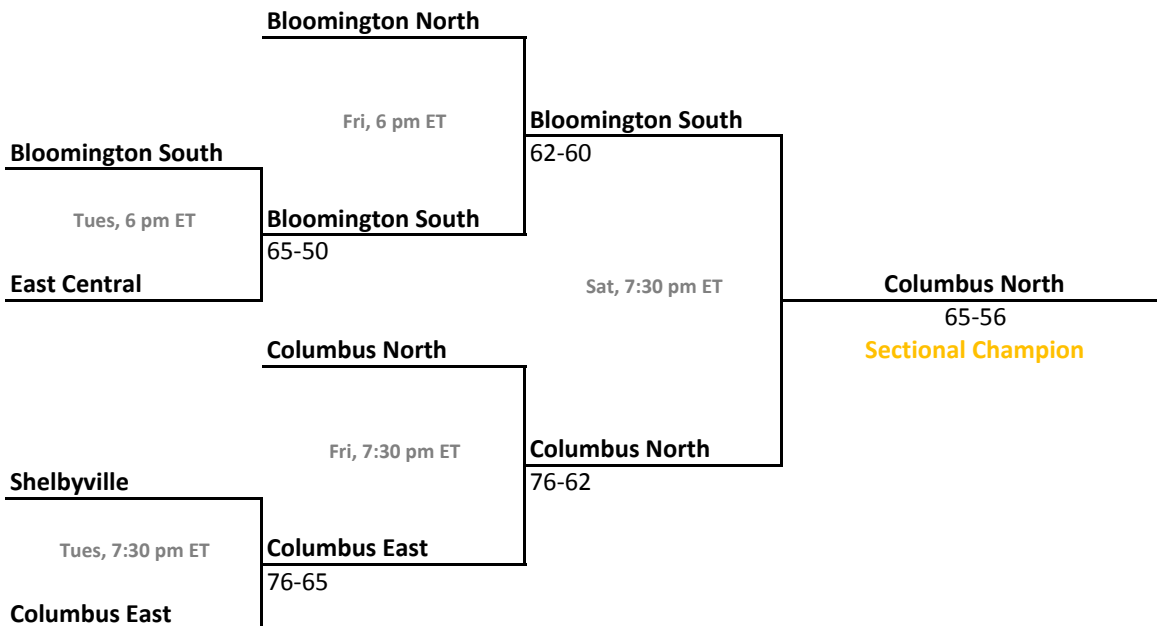 Bloomington North
Fri, 6 pm ET
Bloomington South
Bloomington South
62-60
Tues, 6 pm ET
Bloomington South
65-50
East Central
Sat, 7:30 pm ET
Columbus North
65-56
Sectional Champion
Columbus North
Fri, 7:30 pm ET
Columbus North
Shelbyville
76-62
Tues, 7:30 pm ET
Columbus East
76-65
Columbus East